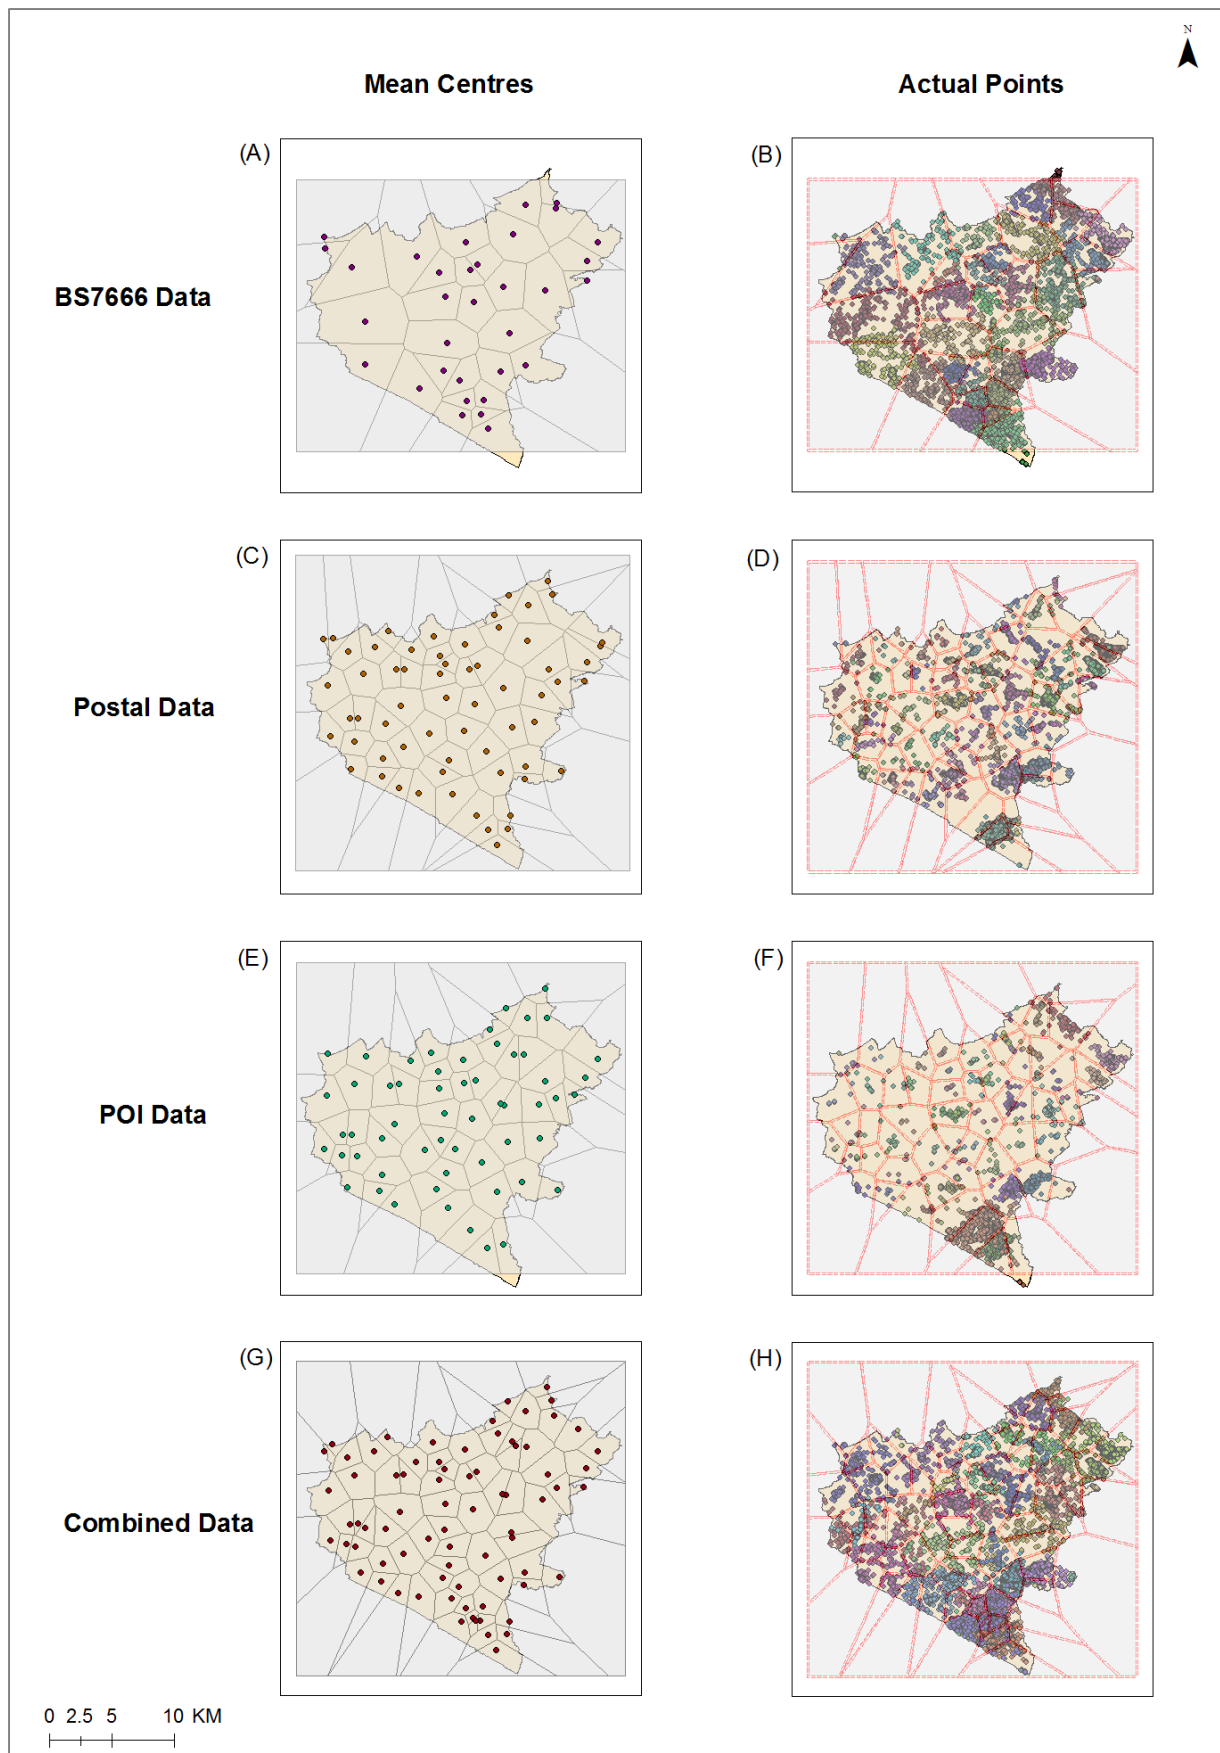 N
Mean Centres
Actual Points
(A)
(B)
BS7666 Data
(C)
(D)
Postal Data
(E)
(F)
POI Data
(G)
(H)
Combined Data
0 2.5 5 10 KM